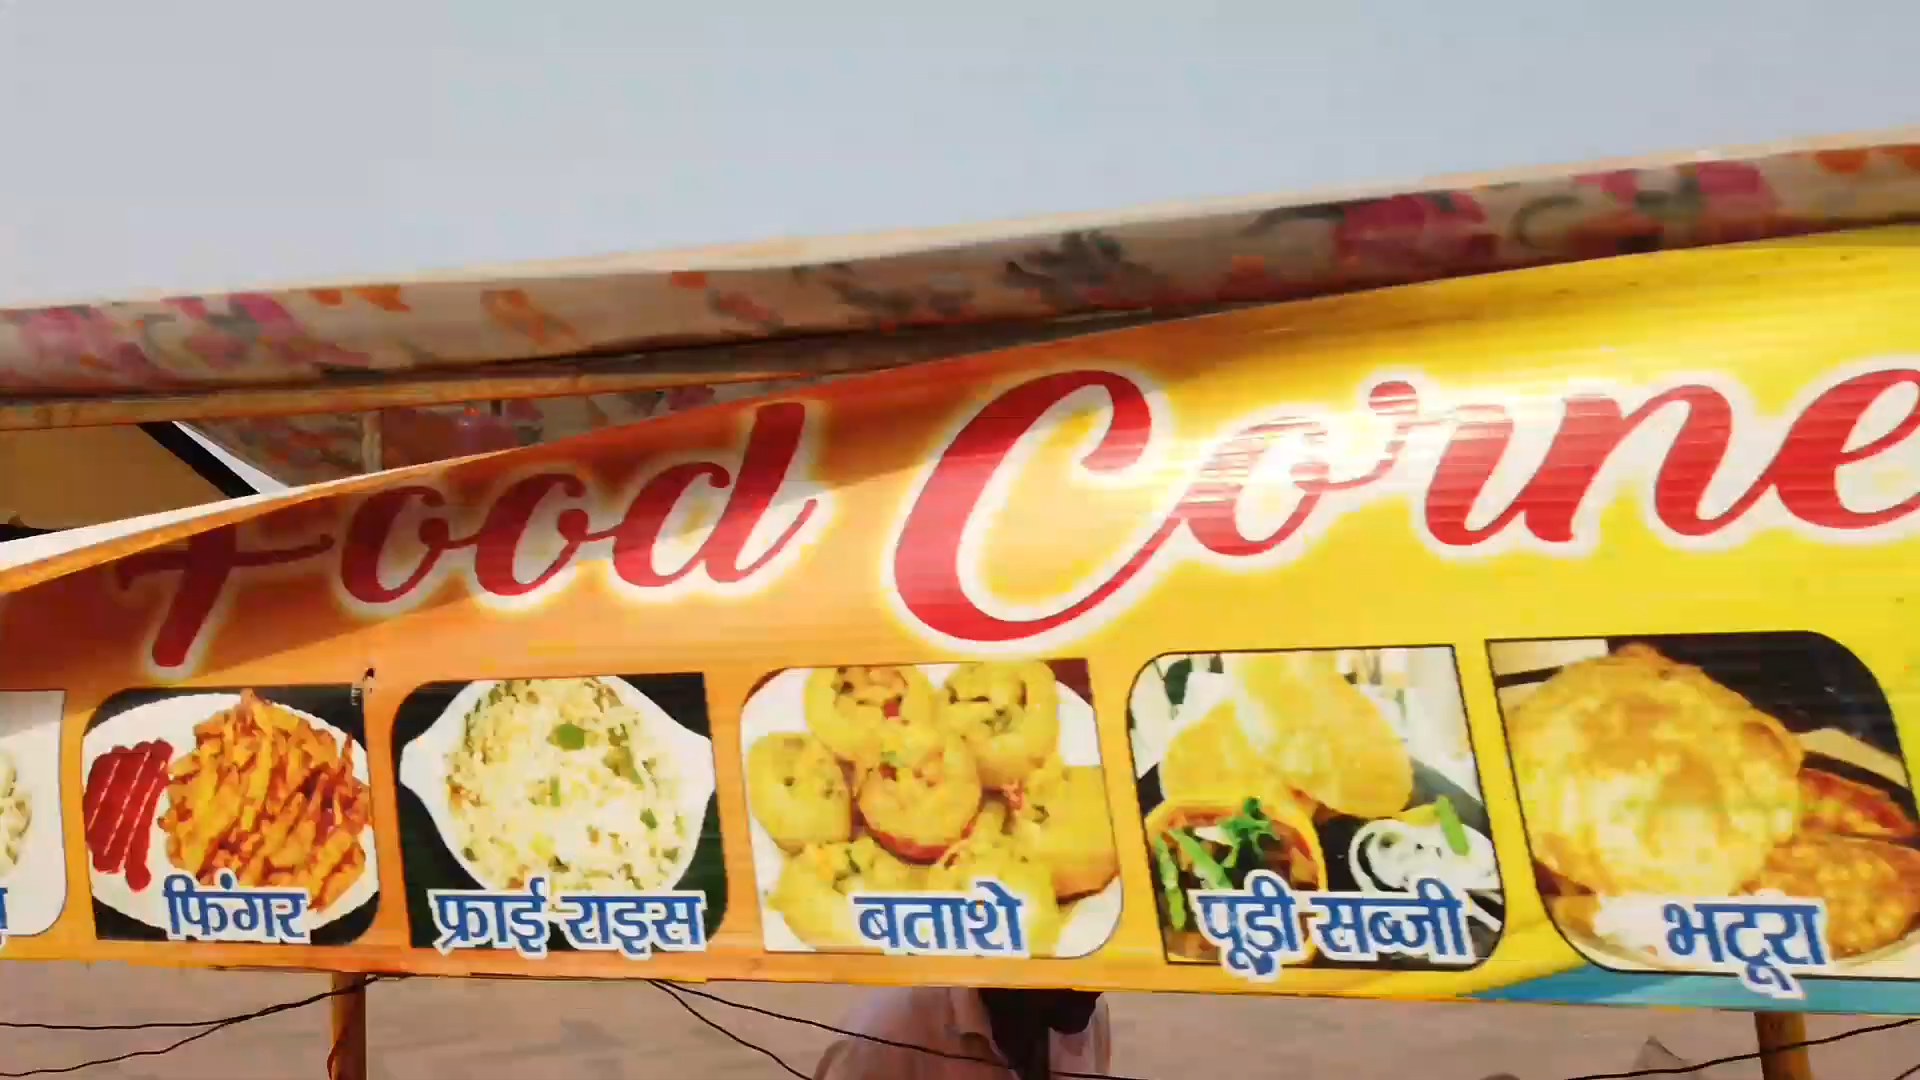 Food Corne
फिंगर
फ्राई राइस
बताशे
पूड़ी सब्जी
भटूरा